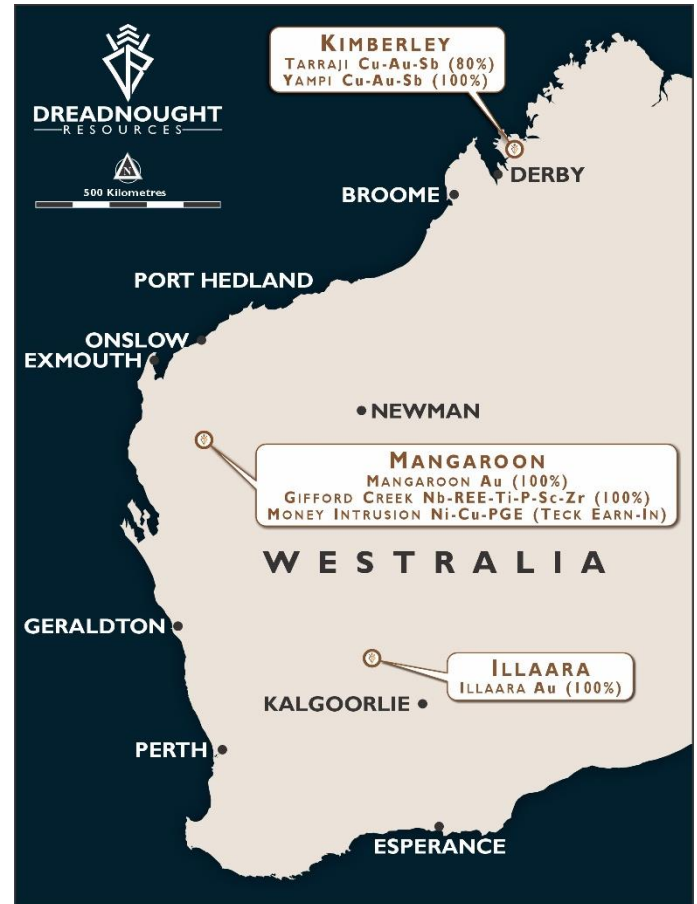 DREADNOUGHT
RESOURCES
N
500 Kilometres
KIMBERLEY
TARRAJI Cu-Au-Sb (80%)
YAMPI Cu-Au-Sb (100%)
DERBY
BROOME
PORT HEDLAND
ONSLOW
EXMOUTH
NEWMAN
MANGAROON
MANGAROON Au (100%)
GIFFORD CREEK Nb-REE-Ti-P-Sc-Zr (100%)
MONEY INTRUSION Ni-Cu-PGE (TECK EARN-IN)
WESTRALIA
GERALDTON
ILLAARA
ILLAARA Au (100%)
KALGOORLIE
PERTH
ESPERANCE